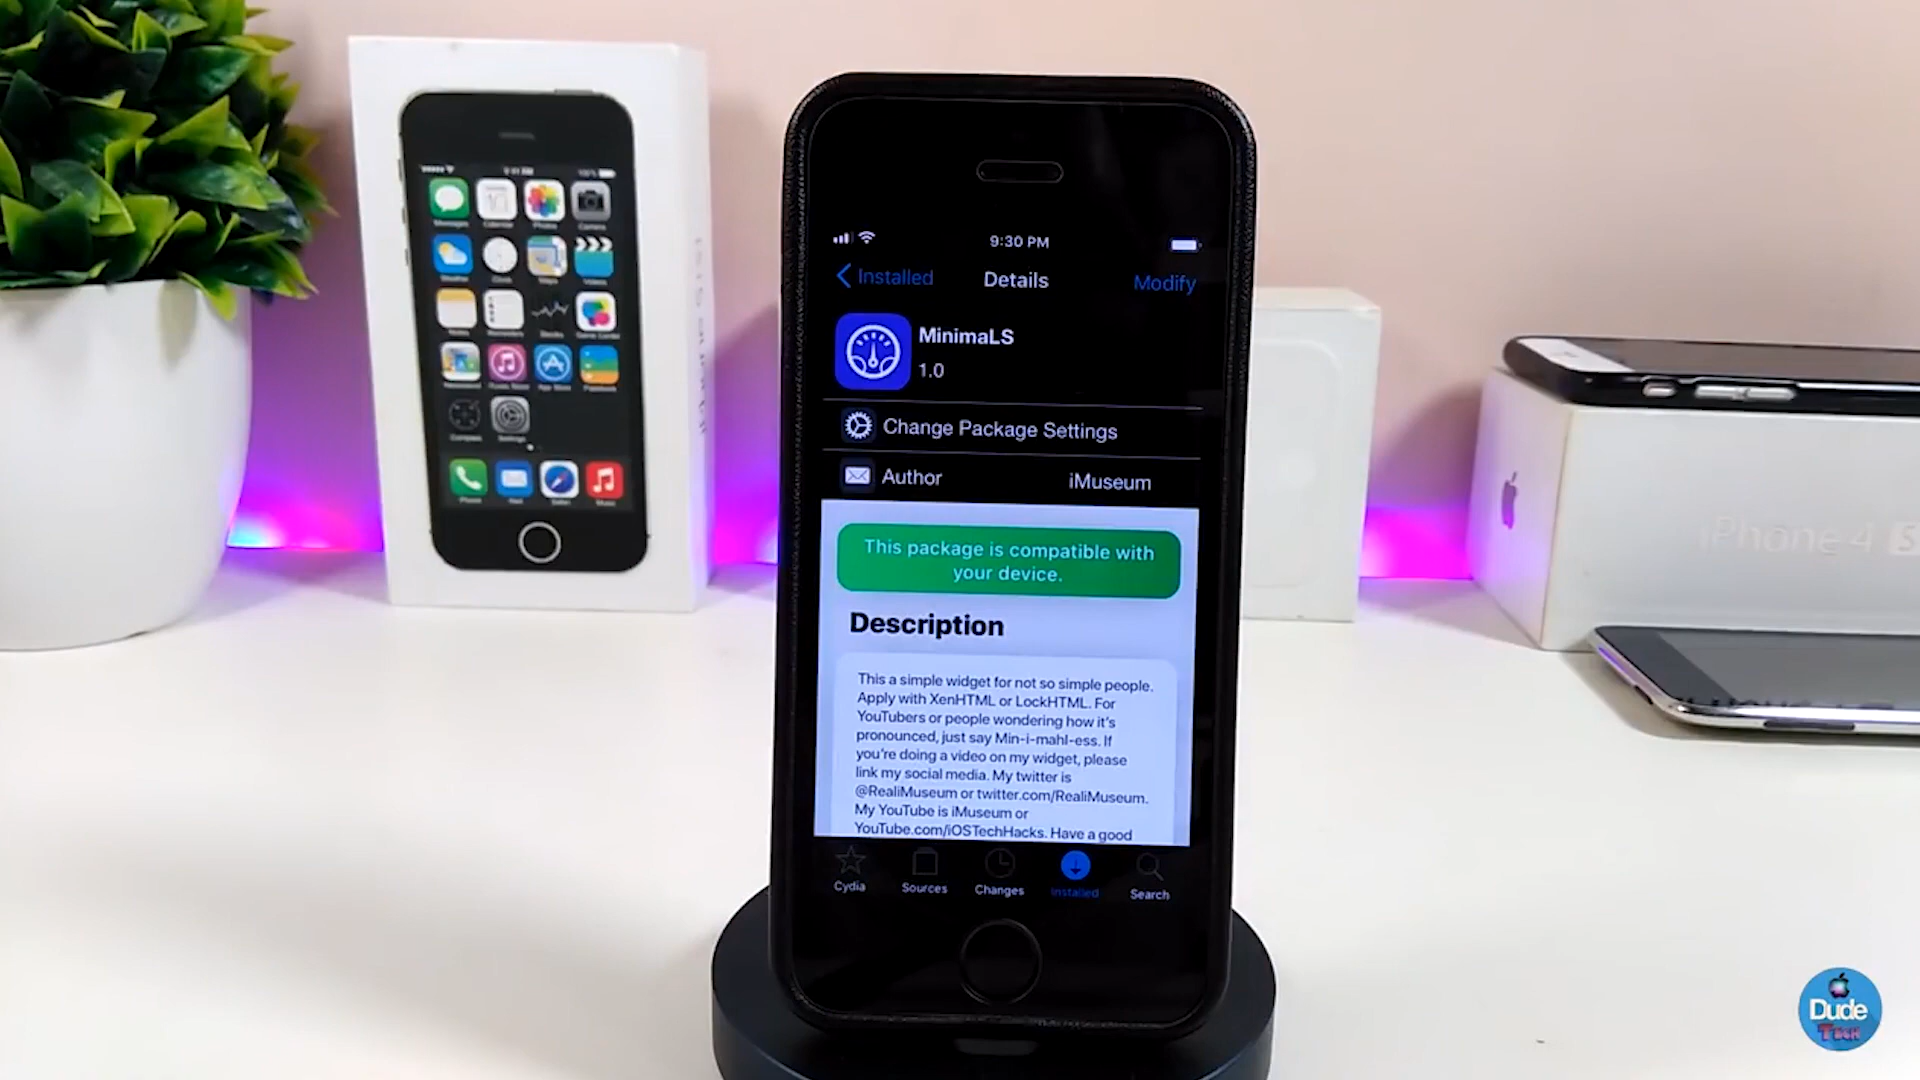 9:30 PM
Installed Details Modify
MinimaLS
1.0
Change Package Settings
Author iMuseum
This package is compatible with
your device.
Description
This a simple widget for not so simple people.
Apply with XenHTML or LockHTML. For
YouTubers or people wondering how it's
pronounced, just say Min-i-mahl-ess. If
you're doing a video on my widget, please
link my social media. My twitter is
@RealiMuseum or twitter.com/RealiMuseum.
My YouTube is iMuseum or
YouTube.com/iOSTechHacks. Have a good
Cydia Sources Changes Installed Search
iPhone 4 S
Dude
Tech